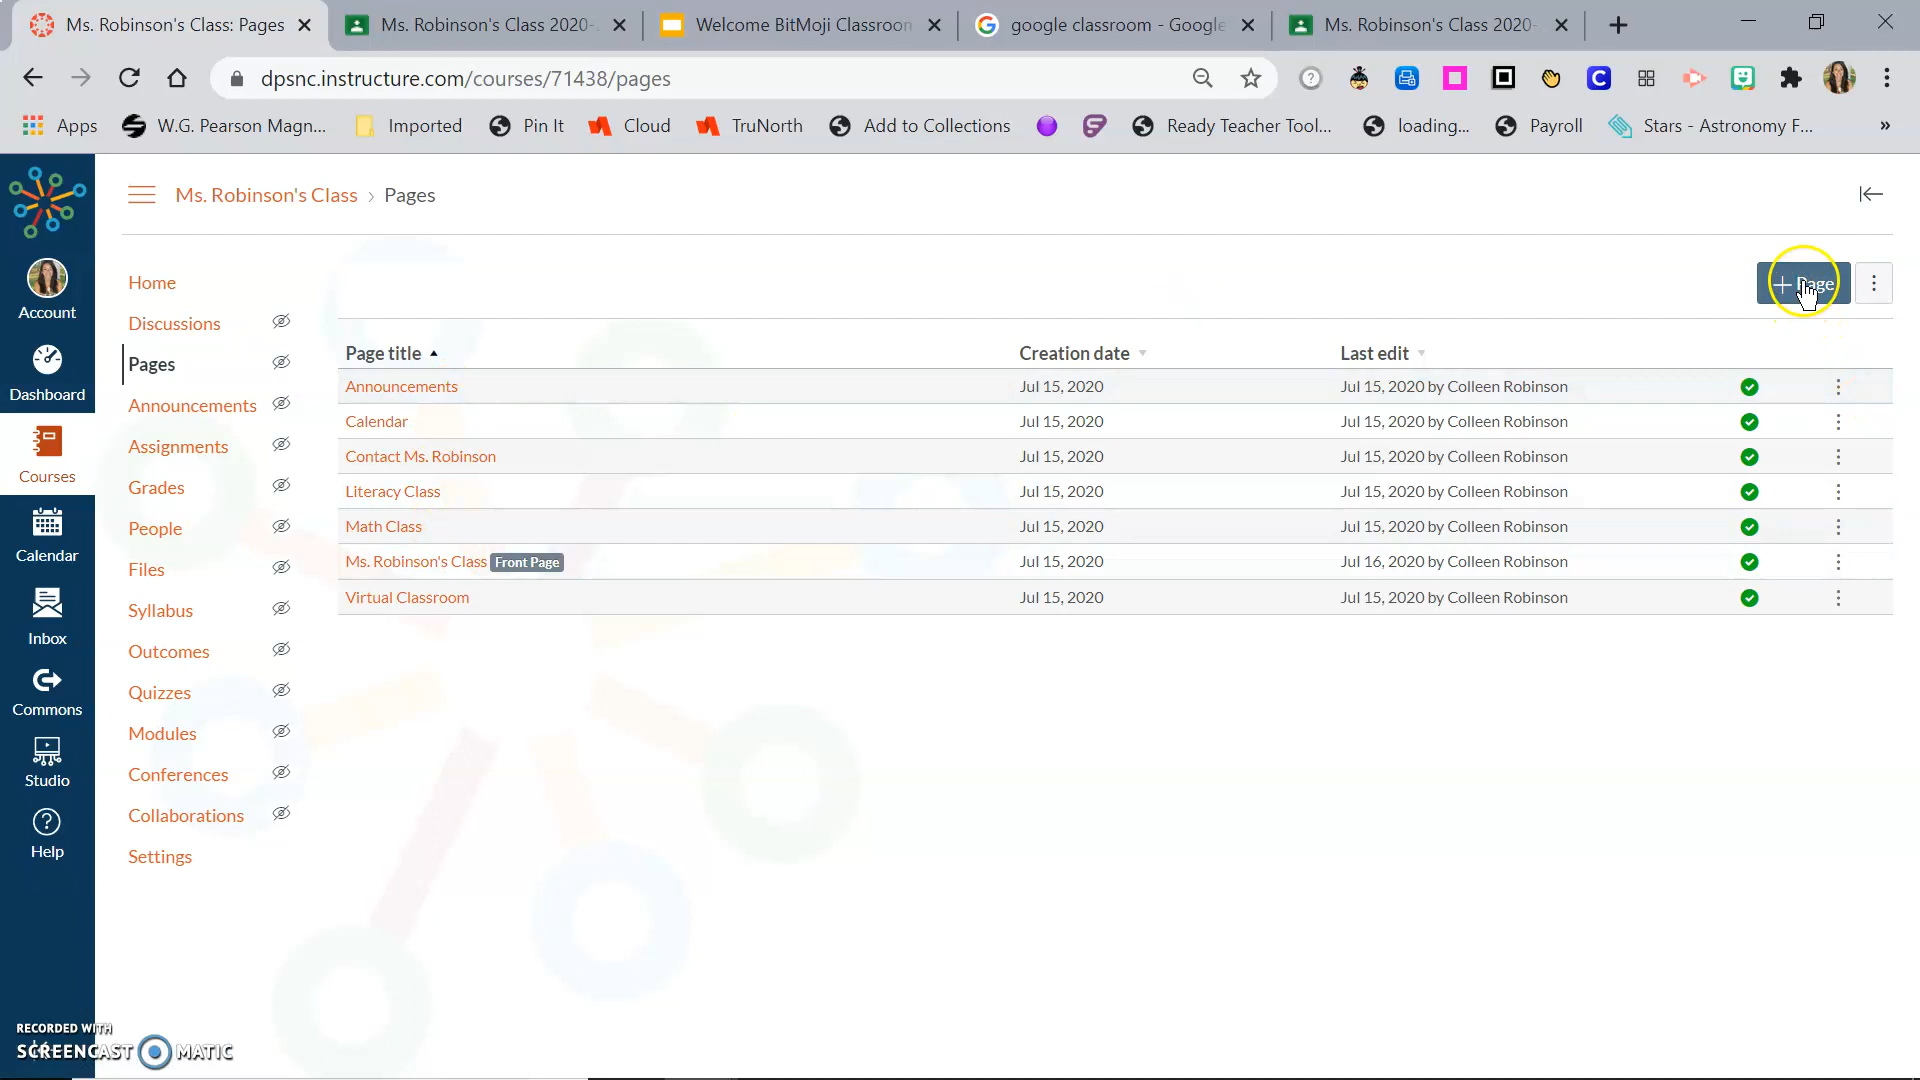 Ms. Robinson's Class: Pages
Ms. Robinson's Class 2020-
Welcome BitMoji Classroom
google classroom - Google
Ms. Robinson's Class 2020-
dpsnc.instructure.com/courses/71438/pages
Apps
W.G. Pearson Magn...
Imported
Pin It
Cloud
TruNorth
Add to Collections
Ready Teacher Tool...
loading...
Payroll
Stars - Astronomy F...
Ms. Robinson's Class › Pages
Account
Dashboard
Courses
Calendar
Inbox
Commons
Studio
Help
Home
Discussions
Pages
Announcements
Assignments
Grades
People
Files
Syllabus
Outcomes
Quizzes
Modules
Conferences
Collaborations
Settings
+ Page
Page title Creation date Last edit
Announcements Jul 15, 2020 Jul 15, 2020 by Colleen Robinson
Calendar Jul 15, 2020 Jul 15, 2020 by Colleen Robinson
Contact Ms. Robinson Jul 15, 2020 Jul 15, 2020 by Colleen Robinson
Literacy Class Jul 15, 2020 Jul 15, 2020 by Colleen Robinson
Math Class Jul 15, 2020 Jul 15, 2020 by Colleen Robinson
Ms. Robinson's Class Front Page Jul 15, 2020 Jul 16, 2020 by Colleen Robinson
Virtual Classroom Jul 15, 2020 Jul 15, 2020 by Colleen Robinson
RECORDED WITH
SCREENCAST MATIC